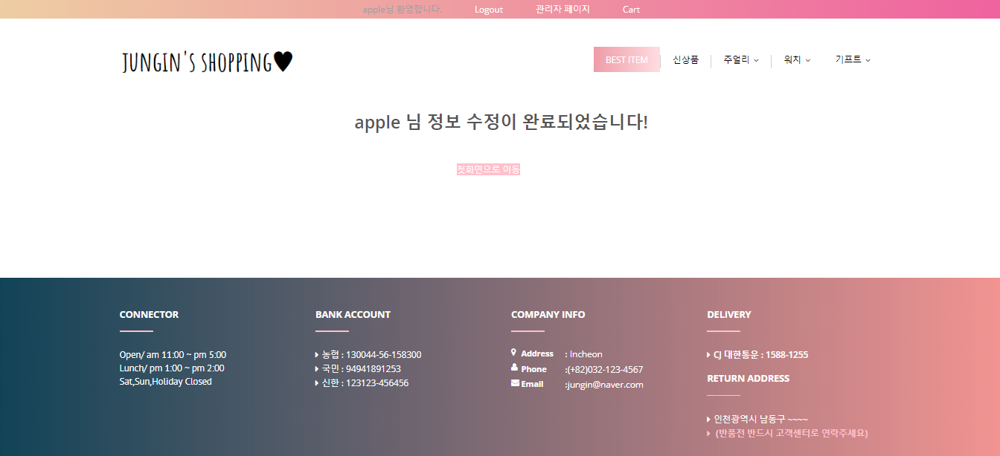 apple님 환영합니다. Logout 관리자 페이지 Cart
JUNGIN'S SHOPPING♥
BEST ITEM 신상품 주얼리 워치 기프트
apple 님 정보 수정이 완료되었습니다!
첫화면으로 이동
CONNECTOR
Open/ am 11:00 ~ pm 5:00
Lunch/ pm 1:00 ~ pm 2:00
Sat,Sun,Holiday Closed
BANK ACCOUNT
농협 : 130044-56-158300
국민 : 94941891253
신한 : 123123-456456
COMPANY INFO
Address : Incheon
Phone :(+82)032-123-4567
Email :jungin@naver.com
DELIVERY
CJ 대한통운 : 1588-1255
RETURN ADDRESS
인천광역시 남동구 ~~~~
(반품전 반드시 고객센터로 연락주세요)